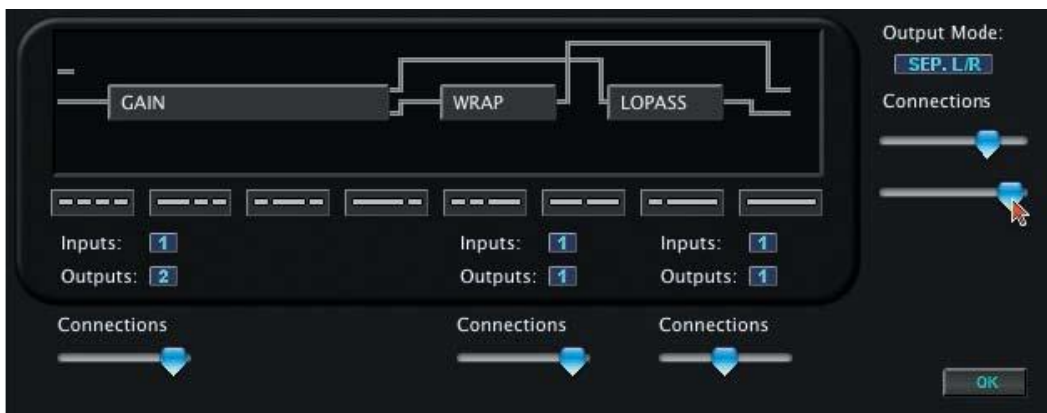 Output Mode:
SEP. L/R
Connections
GAIN
WRAP
LOPASS
Inputs: 1
Inputs: 1
Inputs: 1
Outputs: 2
Outputs: 1
Outputs: 1
Connections
Connections
Connections
OK